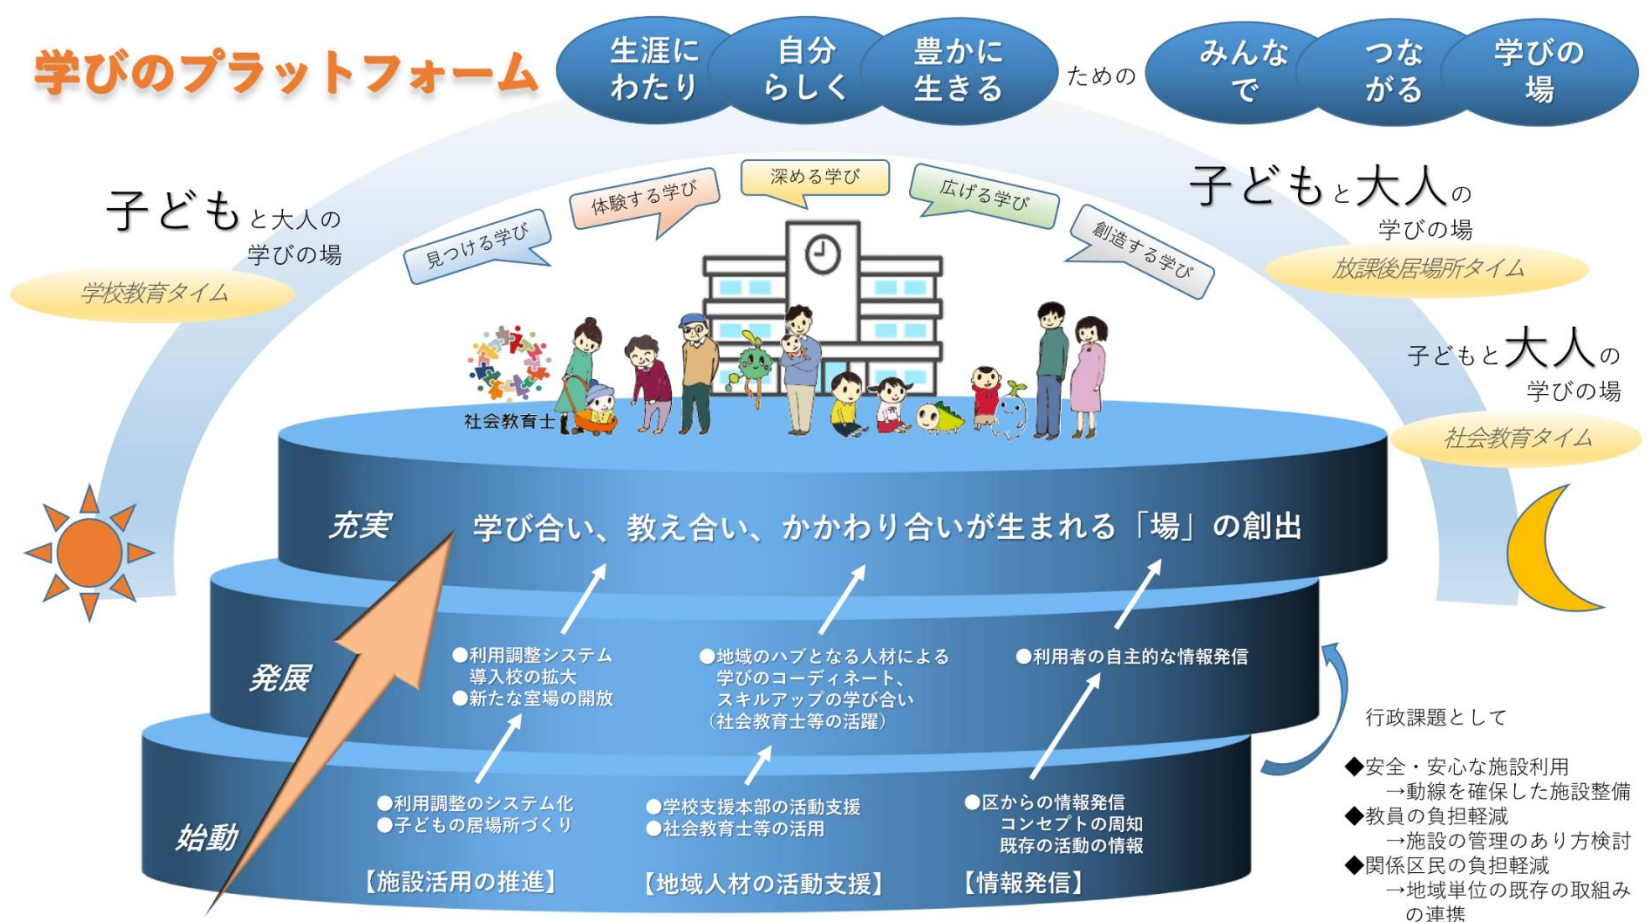 学びのプラットフォーム
生涯に
わたり
自分
らしく
豊かに
生きる
ための
みんな
で
つな
がる
学びの
場
子どもと大人の
学びの場
学校教育タイム
見つける学び
体験する学び
深める学び
広げる学び
創造する学び
子どもと大人の
学びの場
放課後居場所タイム
子どもと大人の
学びの場
社会教育タイム
社会教育士
充実
学び合い、教え合い、かかわり合いが生まれる「場」の創出
発展
●利用調整システム
導入校の拡大
●新たな室場の開放
●地域のハブとなる人材による
学びのコーディネート、
スキルアップの学び合い
（社会教育士等の活躍）
●利用者の自主的な情報発信
始動
●利用調整のシステム化
●子どもの居場所づくり
【施設活用の推進】
●学校支援本部の活動支援
●社会教育士等の活用
【地域人材の活動支援】
●区からの情報発信
コンセプトの周知
既存の活動の情報
【情報発信】
行政課題として
◆安全・安心な施設利用
→動線を確保した施設整備
◆教員の負担軽減
→施設の管理のあり方検討
◆関係区民の負担軽減
→地域単位の既存の取組み
の連携